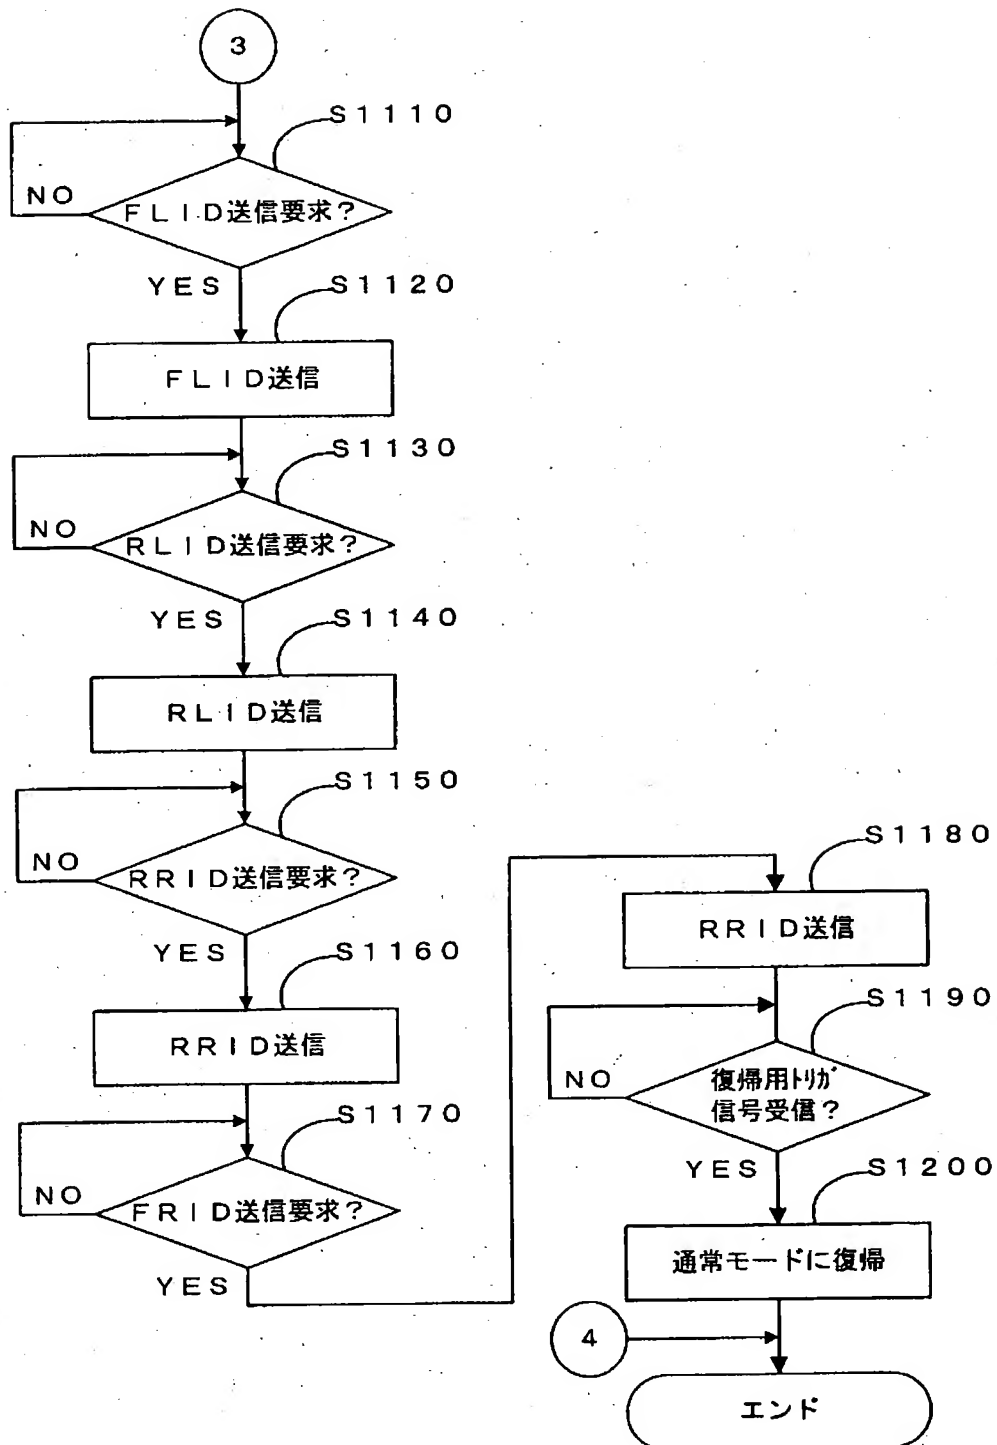 3
S1110
NO
FLID送信要求?
YES
S1120
FLID送信
S1130
NO
RLID送信要求?
YES
S1140
RLID送信
S1150
NO
RRID送信要求?
YES
S1160
RRID送信
S1170
NO
FRID送信要求?
YES
S1180
RRID送信
S1190
NO
復帰用トリガ
信号受信?
YES
S1200
通常モードに復帰
4
エンド